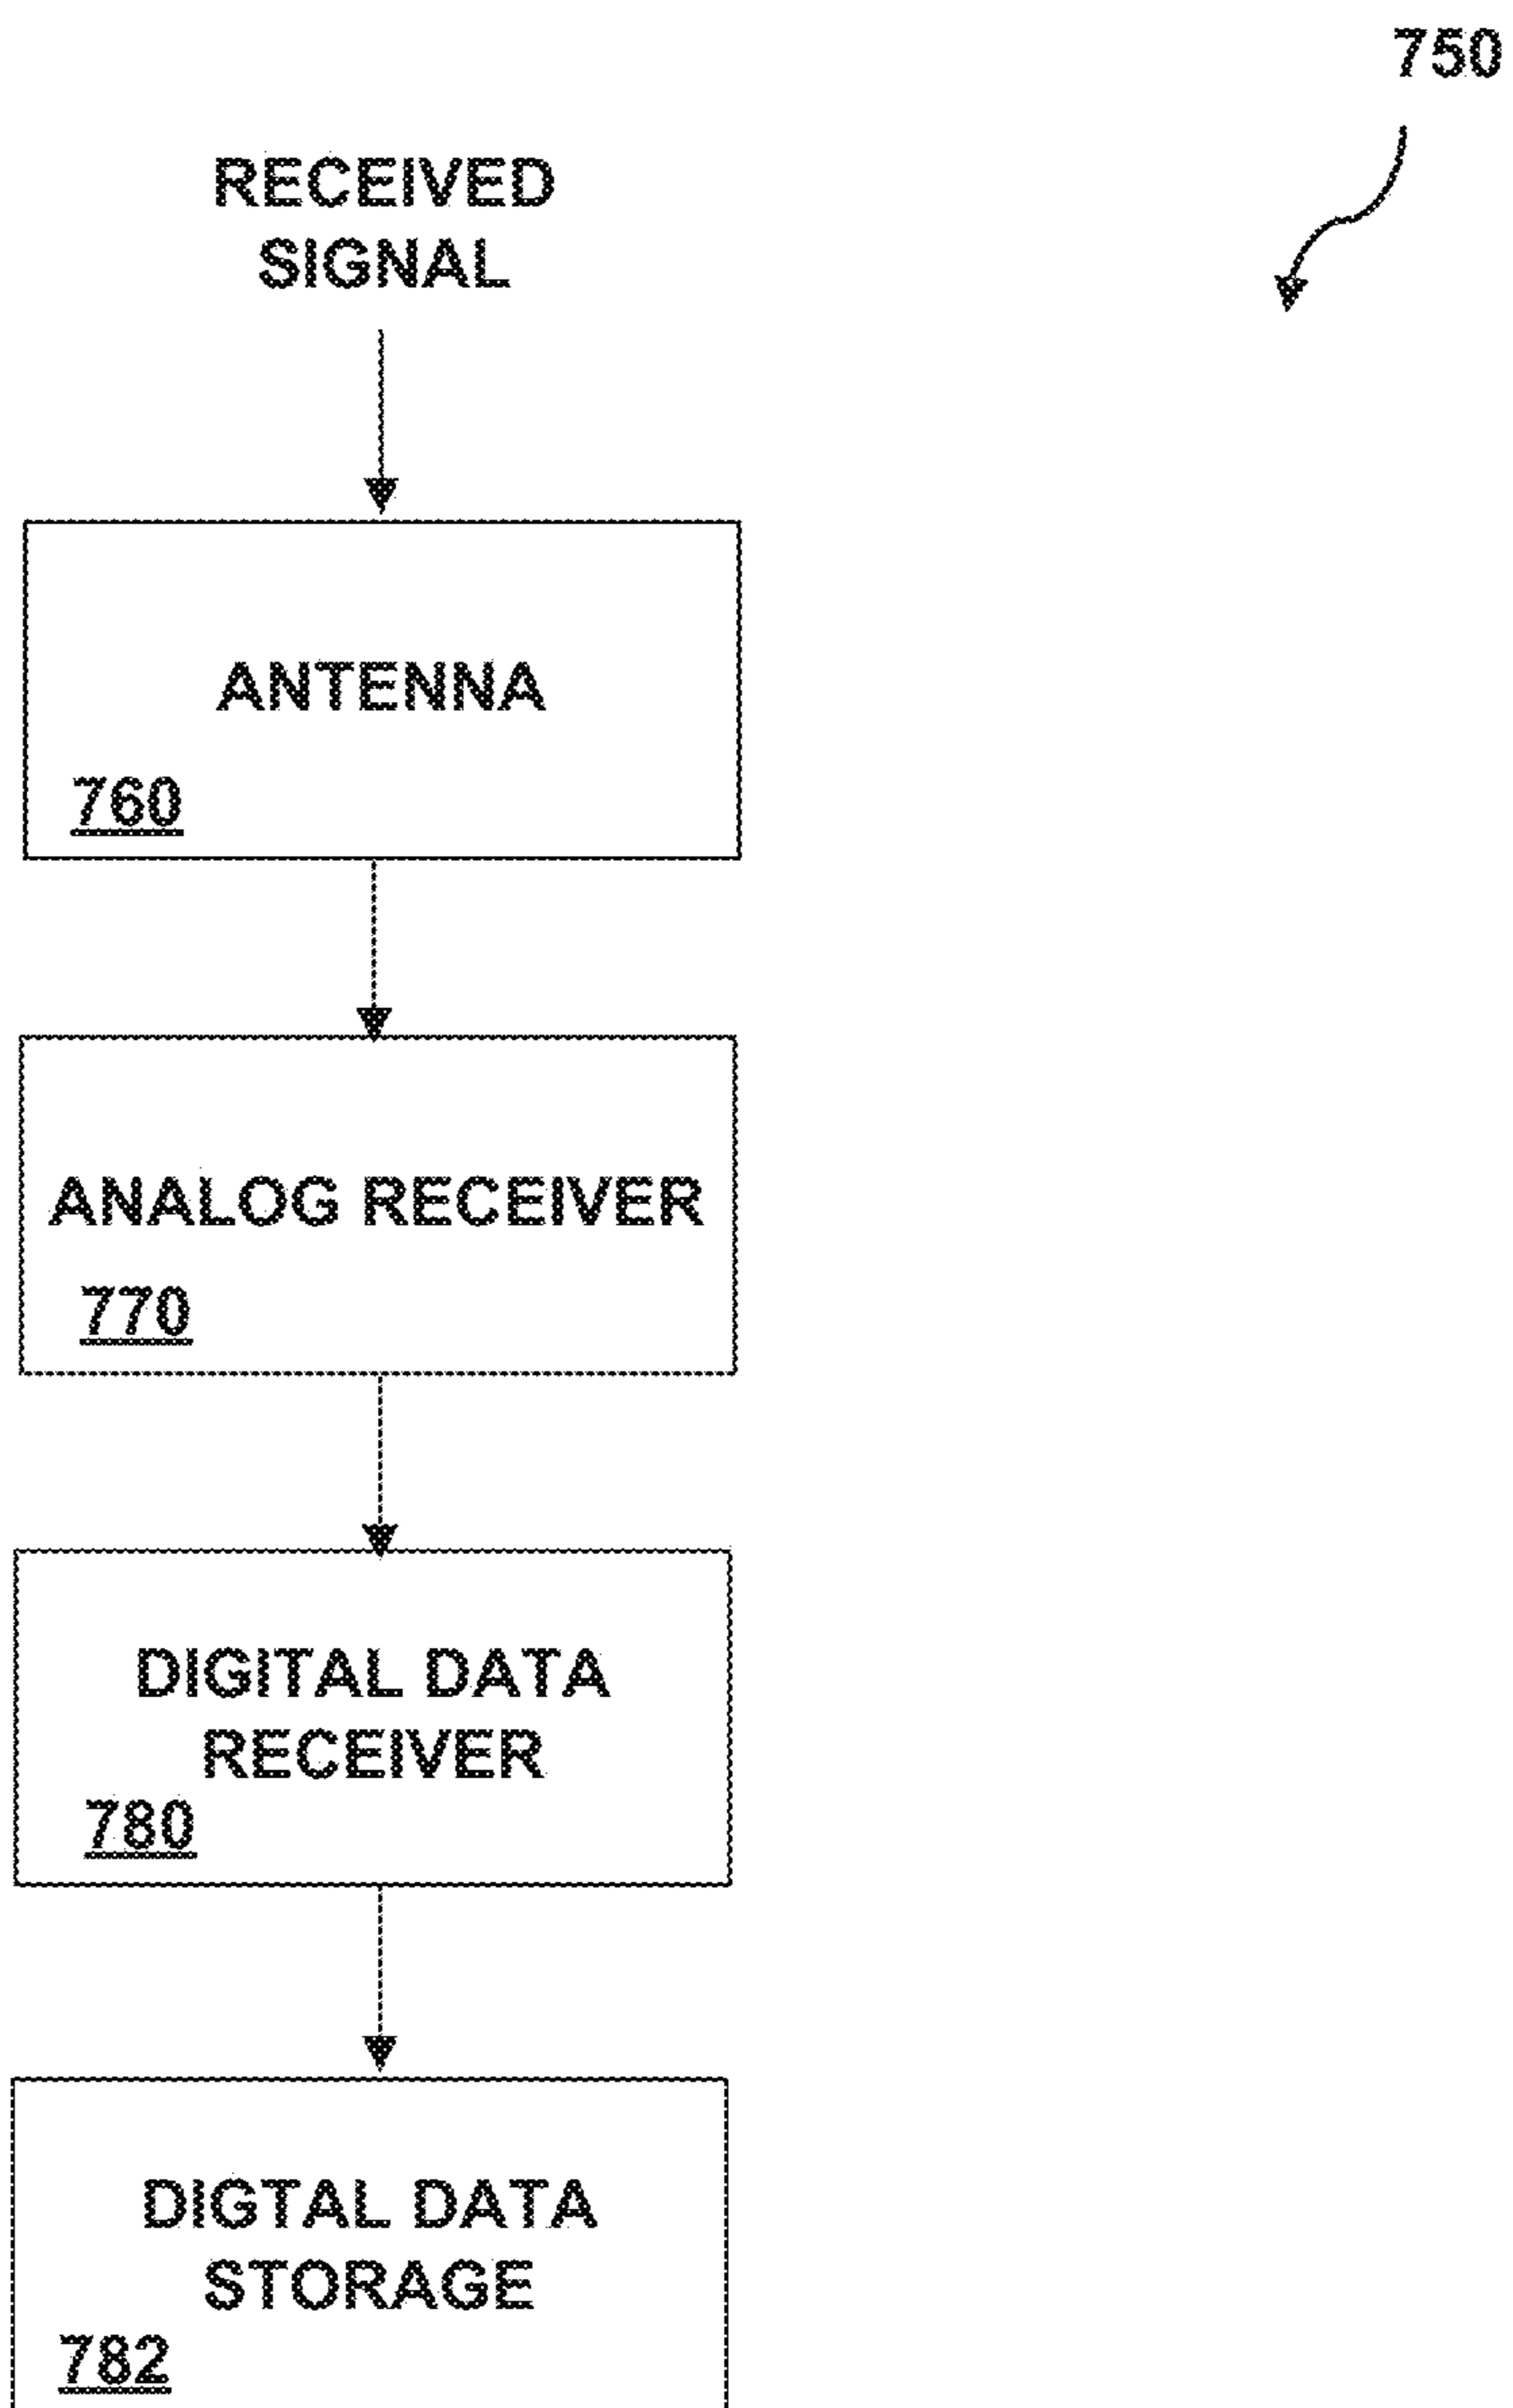 750
RECEIVED
SIGNAL
ANTENNA
760
ANALOG RECEIVER
770
DIGITAL DATA
RECEIVER
780
DIGTAL DATA
STORAGE
782